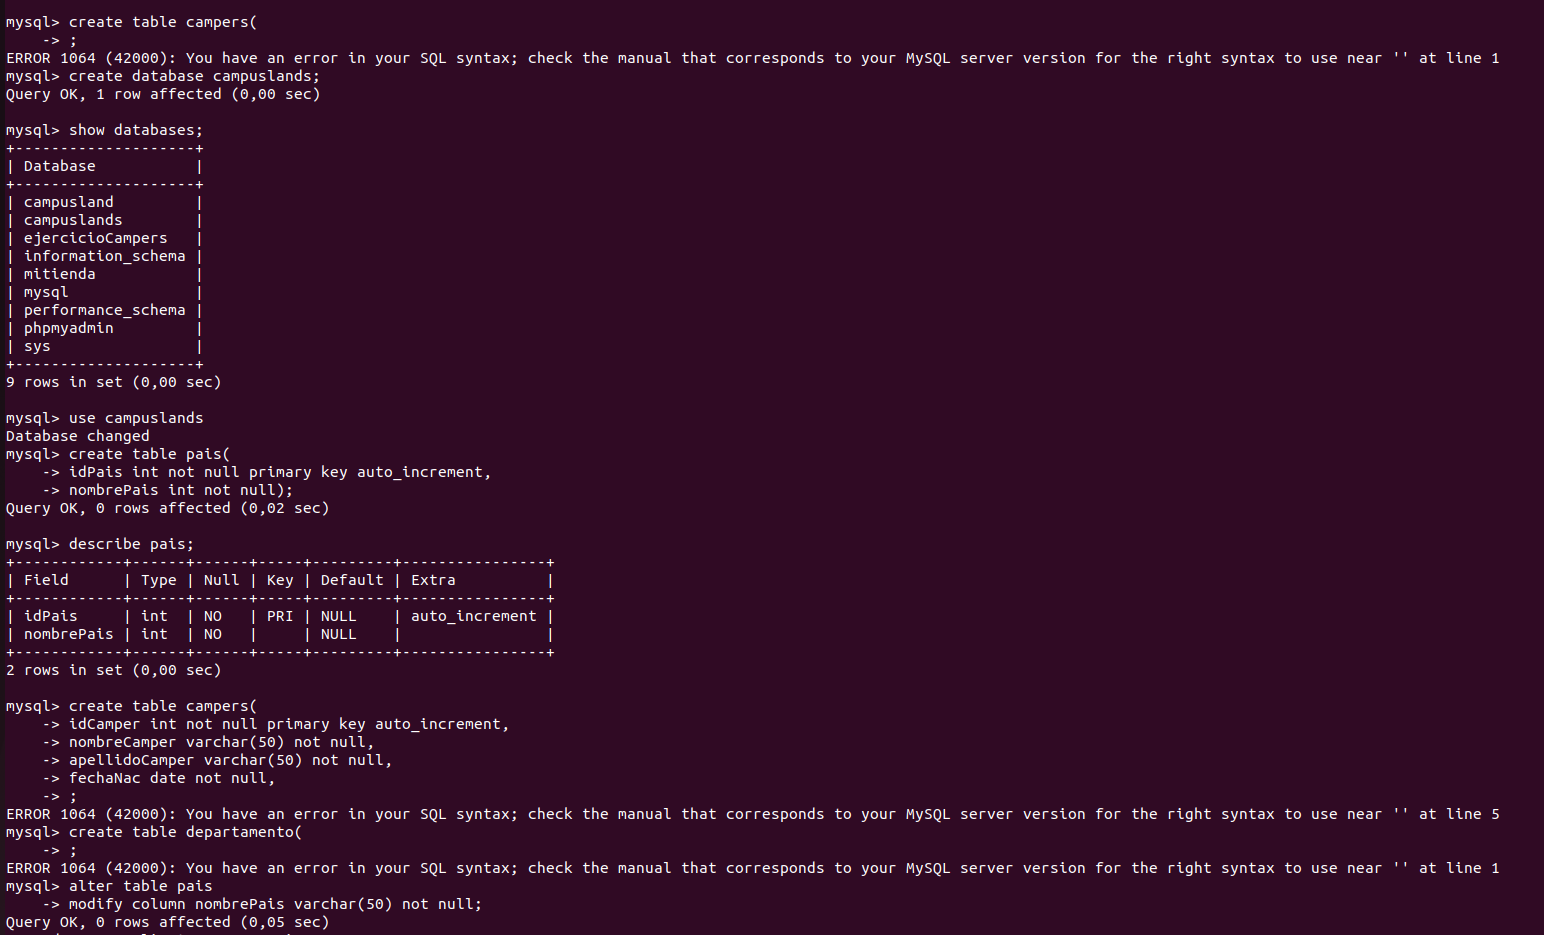 mysql> create table campers(
    -> ;
ERROR 1064 (42000): You have an error in your SQL syntax; check the manual that corresponds to your MySQL server version for the right syntax to use near '' at line 1
mysql> create database campuslands;
Query OK, 1 row affected (0,00 sec)

mysql> show databases;
+--------------------+
| Database           |
+--------------------+
| campusland         |
| campuslands        |
| ejercicioCampers   |
| information_schema |
| mitienda           |
| mysql              |
| performance_schema |
| phpmyadmin         |
| sys                |
+--------------------+
9 rows in set (0,00 sec)

mysql> use campuslands
Database changed
mysql> create table pais(
    -> idPais int not null primary key auto_increment,
    -> nombrePais int not null);
Query OK, 0 rows affected (0,02 sec)

mysql> describe pais;
+------------+------+------+-----+---------+----------------+
| Field      | Type | Null | Key | Default | Extra          |
+------------+------+------+-----+---------+----------------+
| idPais     | int  | NO   | PRI | NULL    | auto_increment |
| nombrePais | int  | NO   |     | NULL    |                |
+------------+------+------+-----+---------+----------------+
2 rows in set (0,00 sec)

mysql> create table campers(
    -> idCamper int not null primary key auto_increment,
    -> nombreCamper varchar(50) not null,
    -> apellidoCamper varchar(50) not null,
    -> fechaNac date not null,
    -> ;
ERROR 1064 (42000): You have an error in your SQL syntax; check the manual that corresponds to your MySQL server version for the right syntax to use near '' at line 5
mysql> create table departamento(
    -> ;
ERROR 1064 (42000): You have an error in your SQL syntax; check the manual that corresponds to your MySQL server version for the right syntax to use near '' at line 1
mysql> alter table pais
    -> modify column nombrePais varchar(50) not null;
Query OK, 0 rows affected (0,05 sec)